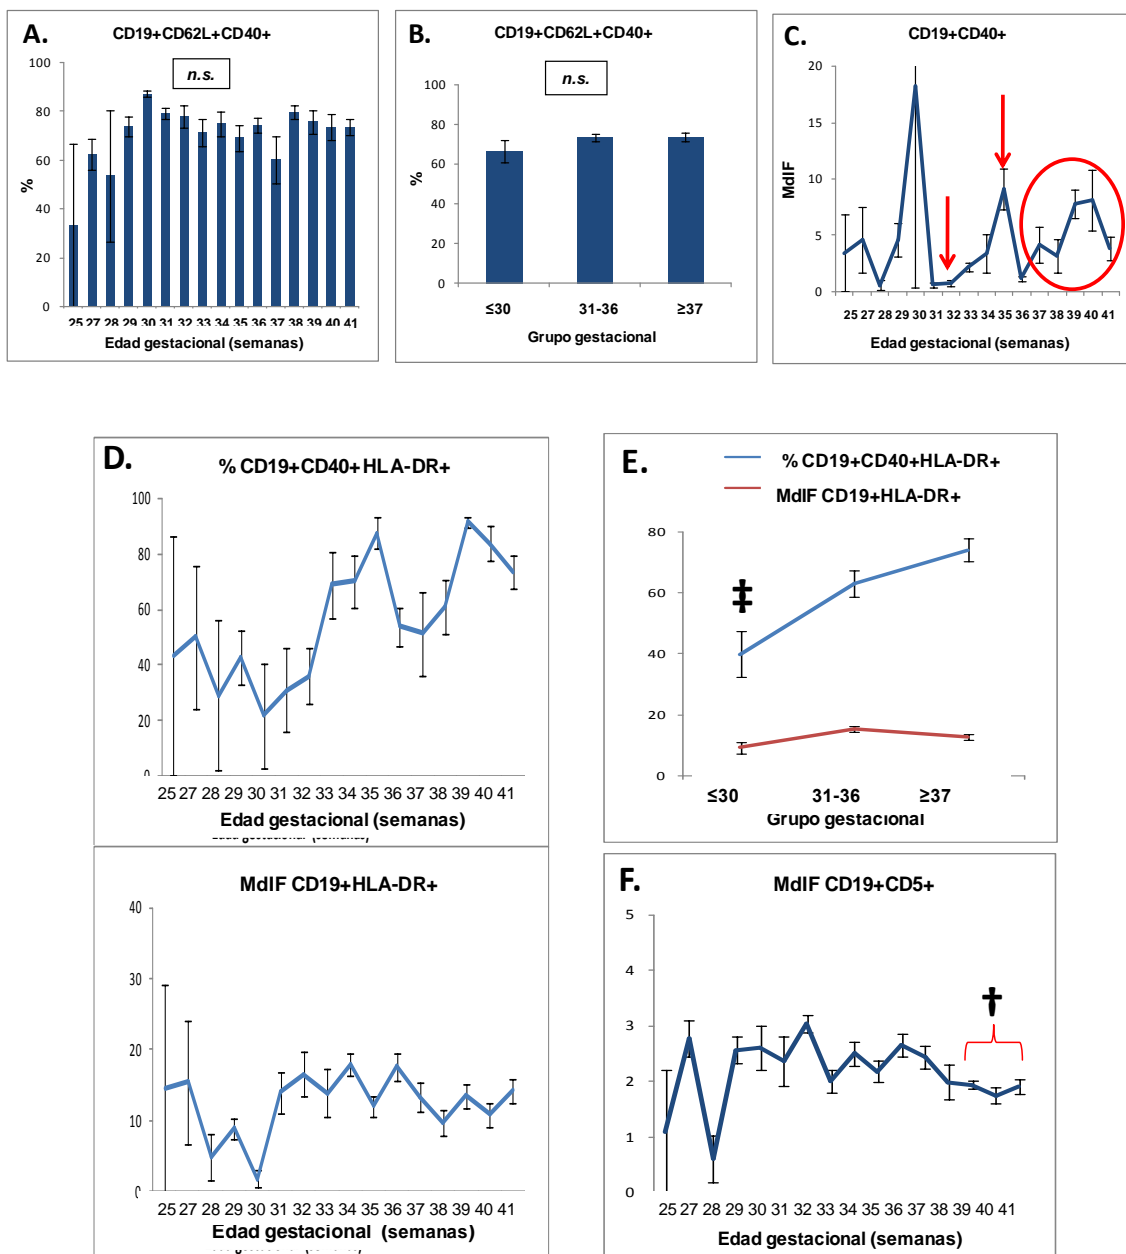 A.
CD19+CD62L+CD40+
n.s.
100
80
60
40
20
0
%
25 27 28 29 30 31 32 33 34 35 36 37 38 39 40 41
Edad gestacional (semanas)
B.
CD19+CD62L+CD40+
n.s.
100
80
60
40
20
0
%
≤30 31-36 ≥37
Grupo gestacional
C.
CD19+CD40+
20
15
10
5
0
MdIF
25 27 28 29 30 31 32 33 34 35 36 37 38 39 40 41
Edad gestacional (semanas)
D.
% CD19+CD40+HLA-DR+
100
80
60
40
20
0
25 27 28 29 30 31 32 33 34 35 36 37 38 39 40 41
Edad gestacional (semanas)
E.
% CD19+CD40+HLA-DR+
MdIF CD19+HLA-DR+
80
60
40
20
0
‡
≤30 31-36 ≥37
Grupo gestacional
MdIF CD19+HLA-DR+
40
30
20
10
0
25 27 28 29 30 31 32 33 34 35 36 37 38 39 40 41
Edad gestacional (semanas)
F.
MdIF CD19+CD5+
5
4
3
2
1
0
†
25 27 28 29 30 31 32 33 34 35 36 37 38 39 40 41
Edad gestacional (semanas)